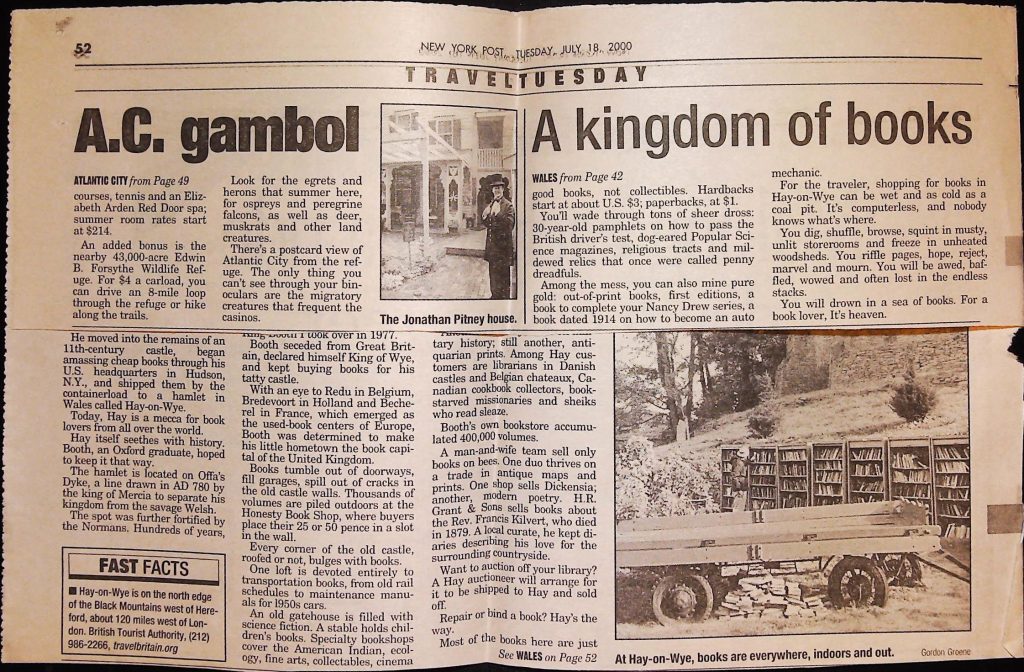 52
NEW YORK POST, TUESDAY, JULY 18, 2000
TRAVELTUESDAY
A.C. gambol
ATLANTIC CITY from Page 49
courses, tennis and an Eliz-
abeth Arden Red Door spa;
summer room rates start
at $214.
An added bonus is the
nearby 43,000-acre Edwin
B. Forsythe Wildlife Ref-
uge. For $4 a carload, you
can drive an 8-mile loop
through the refuge or hike
along the trails.
Look for the egrets and
herons that summer here,
for ospreys and peregrine
falcons, as well as deer,
muskrats and other land
creatures.
There's a postcard view of
Atlantic City from the ref-
uge. The only thing you
can't see through your bin-
oculars are the migratory
creatures that frequent the
casinos.
The Jonathan Pitney house.
A kingdom of books
WALES from Page 42
good books, not collectibles. Hardbacks
start at about U.S. $3; paperbacks, at $1.
You'll wade through tons of sheer dross:
30-year-old pamphlets on how to pass the
British driver's test, dog-eared Popular Sci-
ence magazines, religious tracts and mil-
dewed relics that once were called penny
dreadfuls.
Among the mess, you can also mine pure
gold: out-of-print books, first editions, a
book to complete your Nancy Drew series, a
book dated 1914 on how to become an auto
mechanic.
For the traveler, shopping for books in
Hay-on-Wye can be wet and as cold as a
coal pit. It's computerless, and nobody
knows what's where.
You dig, shuffle, browse, squint in musty,
unlit storerooms and freeze in unheated
woodsheds. You riffle pages, hope, reject,
marvel and mourn. You will be awed, baf-
fled, wowed and often lost in the endless
stacks.
You will drown in a sea of books. For a
book lover, It's heaven.
He moved into the remains of an
11th-century castle, began
amassing cheap books through his
U.S. headquarters in Hudson,
N.Y., and shipped them by the
containerload to a hamlet in
Wales called Hay-on-Wye.
Today, Hay is a mecca for book
lovers from all over the world.
Hay itself seethes with history.
Booth, an Oxford graduate, hoped
to keep it that way.
The hamlet is located on Offa's
Dyke, a line drawn in AD 780 by
the king of Mercia to separate his
kingdom from the savage Welsh.
The spot was further fortified by
the Normans. Hundreds of years,
FAST FACTS
■ Hay-on-Wye is on the north edge
of the Black Mountains west of Here-
ford, about 120 miles west of Lon-
don. British Tourist Authority, (212)
986-2266, travelbritain.org
King Booth I took over in 1977.
Booth seceded from Great Brit-
ain, declared himself King of Wye,
and kept buying books for his
tatty castle.
With an eye to Redu in Belgium,
Bredevoort in Holland and Beche-
rel in France, which emerged as
the used-book centers of Europe,
Booth was determined to make
his little hometown the book capi-
tal of the United Kingdom.
Books tumble out of doorways,
fill garages, spill out of cracks in
the old castle walls. Thousands of
volumes are piled outdoors at the
Honesty Book Shop, where buyers
place their 25 or 50 pence in a slot
in the wall.
Every corner of the old castle,
roofed or not, bulges with books.
One loft is devoted entirely to
transportation books, from old rail
schedules to maintenance manu-
als for 1950s cars.
An old gatehouse is filled with
science fiction. A stable holds chil-
dren's books. Specialty bookshops
cover the American Indian, ecol-
ogy, fine arts, collectables, cinema
tary history; still another, anti-
quarian prints. Among Hay cus-
tomers are librarians in Danish
castles and Belgian chateaux, Ca-
nadian cookbook collectors, book-
starved missionaries and sheiks
who read sleaze.
Booth's own bookstore accumu-
lated 400,000 volumes.
A man-and-wife team sell only
books on bees. One duo thrives on
a trade in antique maps and
prints. One shop sells Dickensia;
another, modern poetry. H.R.
Grant & Sons sells books about
the Rev. Francis Kilvert, who died
in 1879. A local curate, he kept di-
aries describing his love for the
surrounding countryside.
Want to auction off your library?
A Hay auctioneer will arrange for
it to be shipped to Hay and sold
off.
Repair or bind a book? Hay's the
way.
Most of the books here are just
See WALES on Page 52
At Hay-on-Wye, books are everywhere, indoors and out.
Gordon Groene